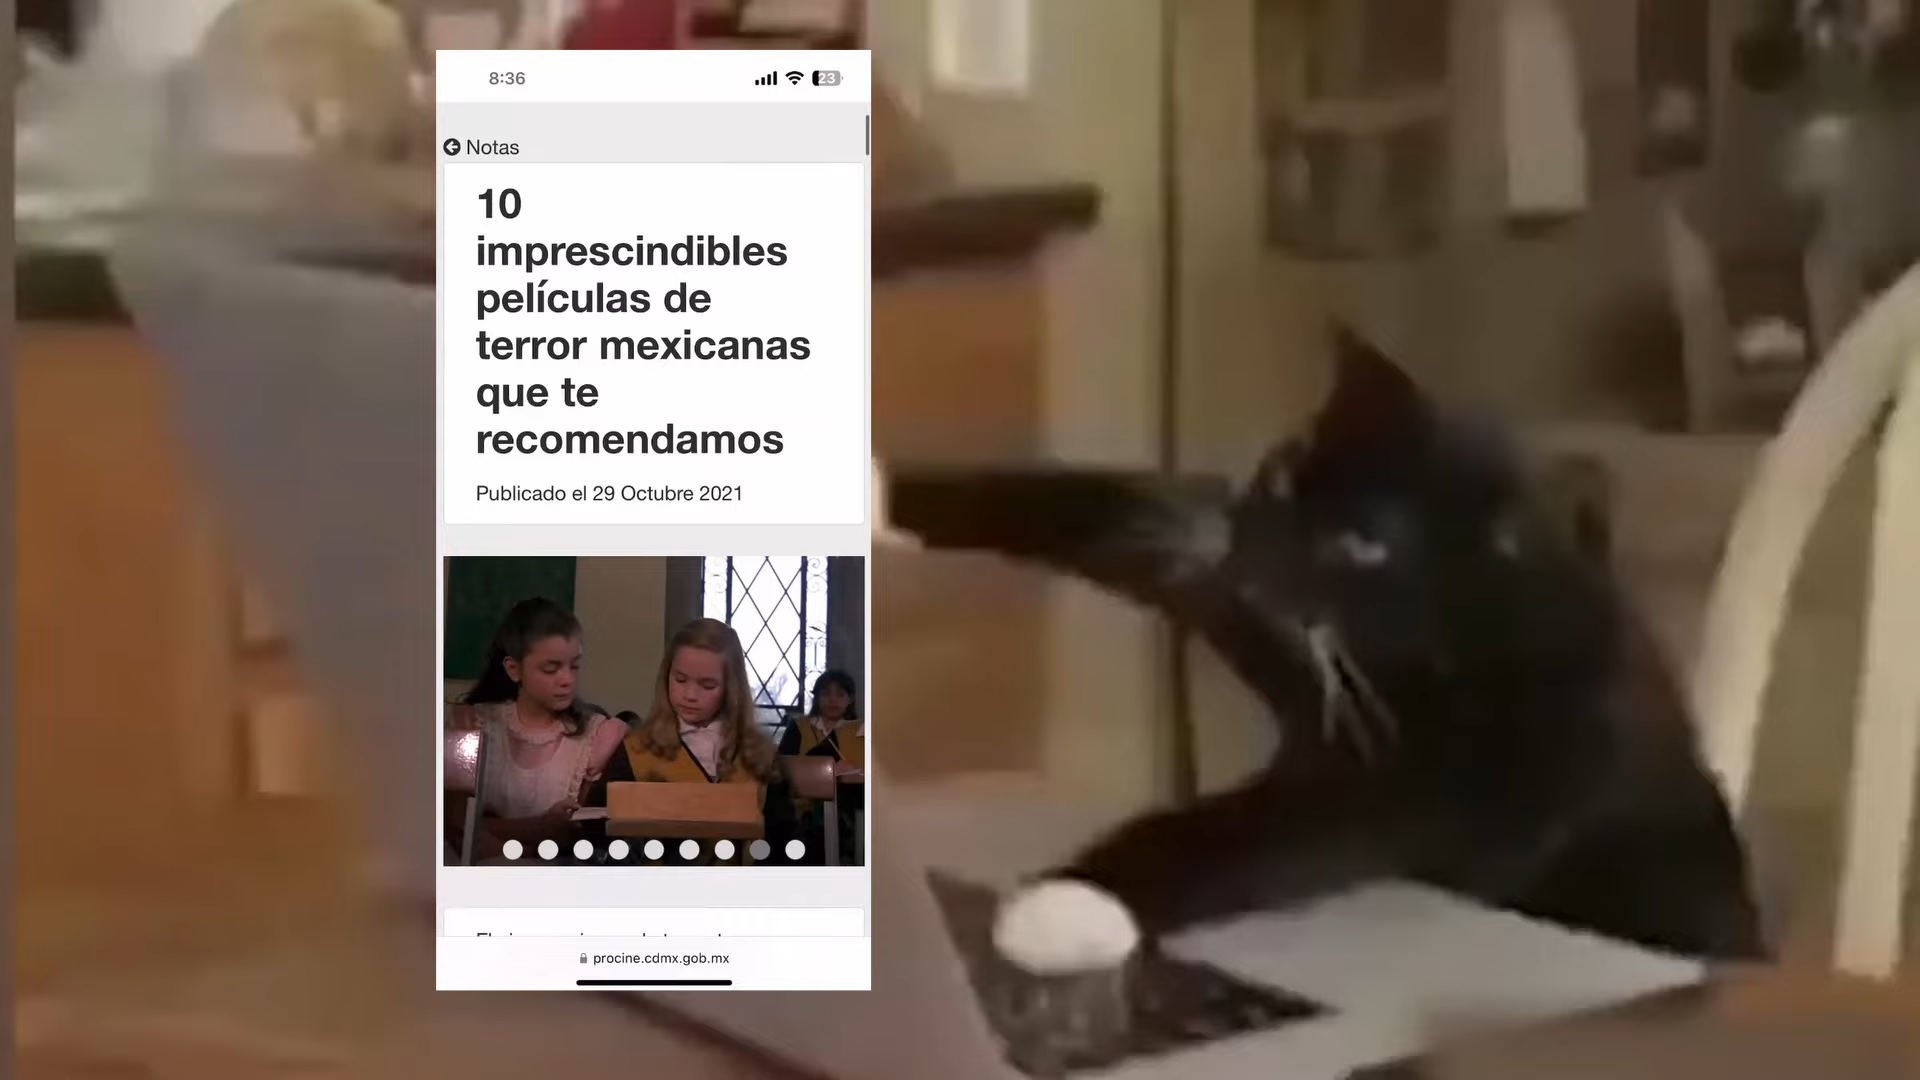 8:36
23
Notas
10
imprescindibles
películas de
terror mexicanas
que te
recomendamos
Publicado el 29 Octubre 2021
procine.cdmx.gob.mx